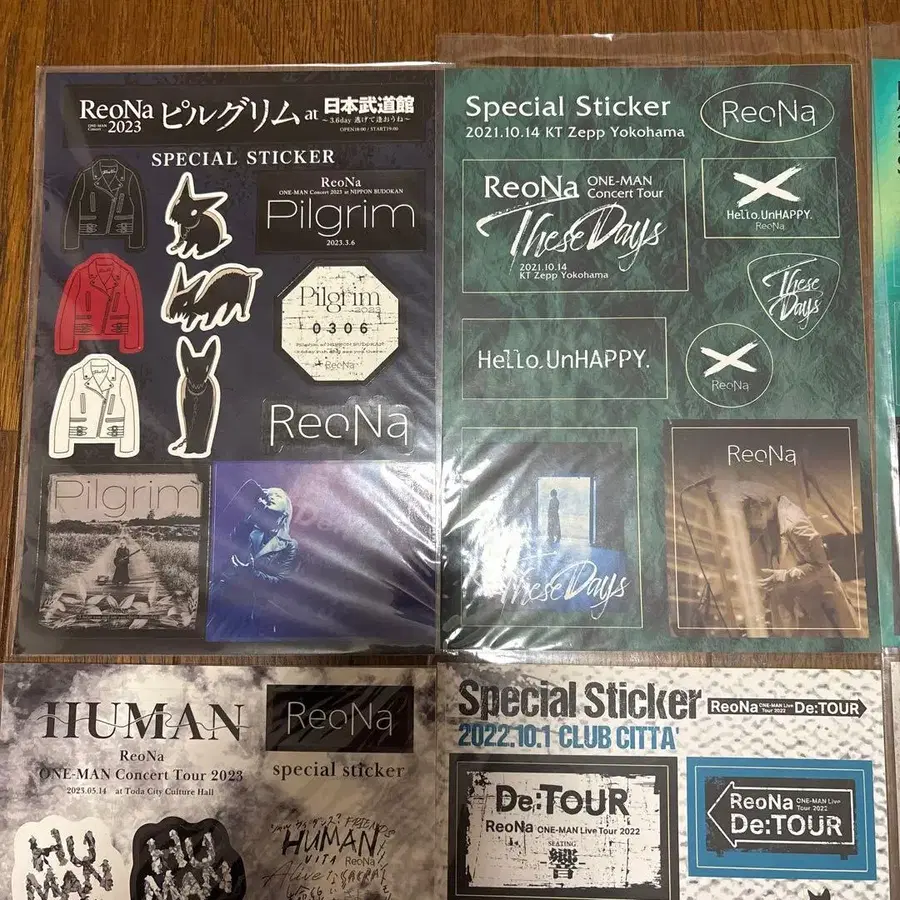 ReoNa
ONE-MAN
Concert 2023
ピルグリム at 日本武道館
～3.6day 逃げて逢おうね～
OPEN18:00 / START19:00
SPECIAL STICKER
ReoNa
ONE-MAN Concert 2023 at NIPPON BUDOKAN
Pilgrim
2023.3.6
Pilgrim
2023
0306
Pilgrim at NIPPON BUDOKAN
ReoNa
ReoNa
Pilgrim
Special Sticker
2021.10.14 KT Zepp Yokohama
ReoNa
ReoNa ONE-MAN
Concert Tour
These Days
2021.10.14
KT Zepp Yokohama
Hello,UnHAPPY.
ReoNa
These
Days
Hello,UnHAPPY.
ReoNa
These Days
ReoNa
HUMAN
ReoNa
ONE-MAN Concert Tour 2023
2023.05.14 at Toda City Culture Hall
ReoNa
special sticker
HU
MAN
HU
MAN
HUMAN
ReoNa
Special Sticker
2022.10.1 CLUB CITTA'
ReoNa ONE-MAN Live
Tour 2022 De:TOUR
De:TOUR
ReoNa ONE-MAN Live Tour 2022
SEATING
響
ReoNa ONE-MAN Live
Tour 2022
De:TOUR